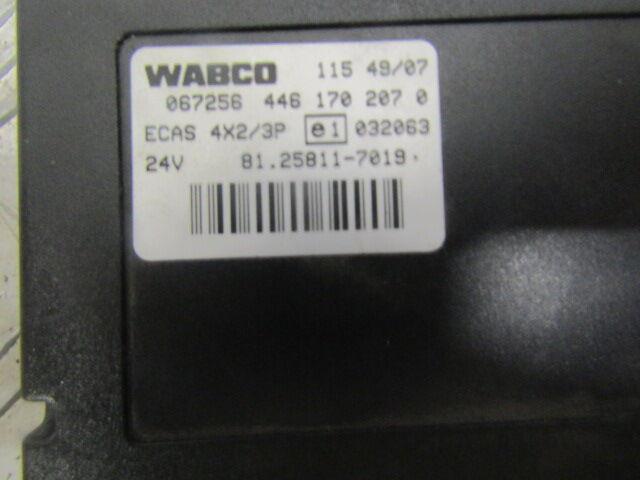 WABCO 115 49/07
067256 446 170 207 0
ECAS 4X2/3P e1 032063
24V 81.25811-7019